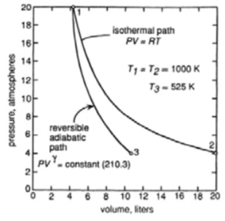 20
18
16
14
12
10
8
6
4
2
0
pressure, atmospheres
1
isothermal path
PV = RT
T1 = T2 = 1000 K
T3 = 525 K
reversible
adiabatic
path
PVγ = constant (210.3)
3
2
0 2 4 6 8 10 12 14 16 18 20
volume, liters